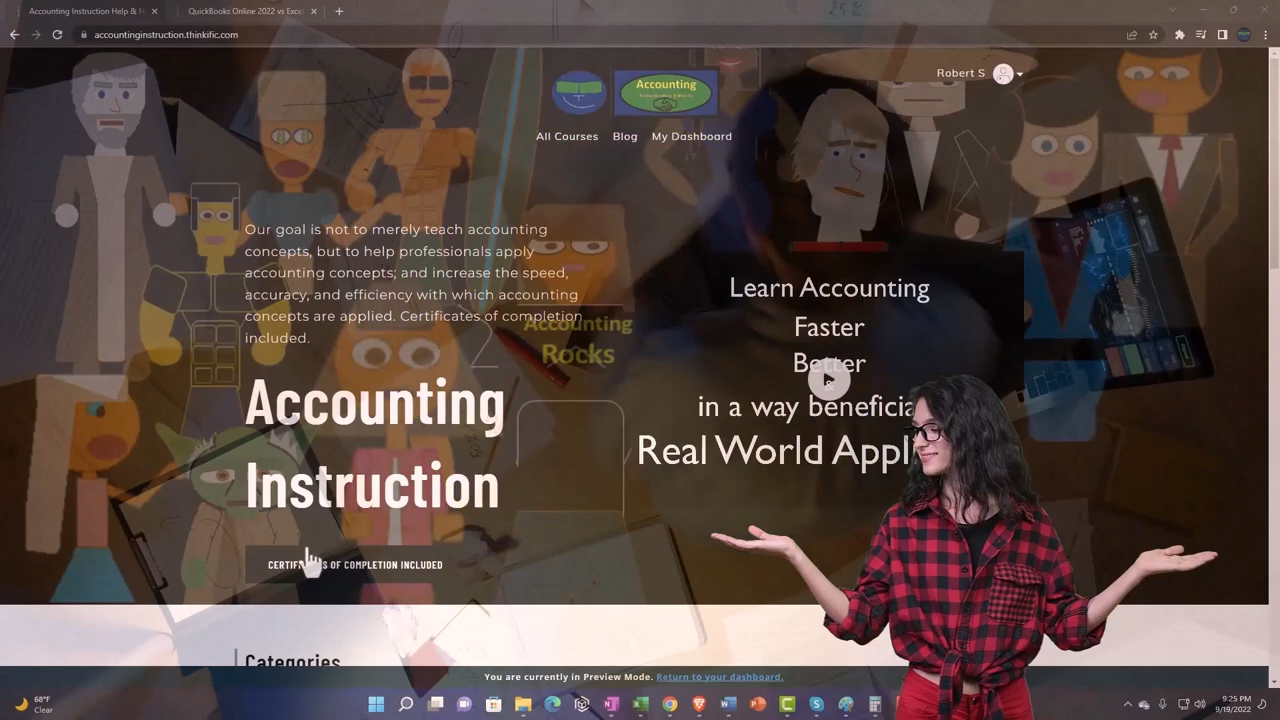 Accounting Instruction Help & H
QuickBooks Online 2022 vs Excel
accountinginstruction.thinkific.com
Robert S
Accounting
All Courses Blog My Dashboard
Our goal is not to merely teach accounting
concepts, but to help professionals apply
accounting concepts; and increase the speed,
accuracy, and efficiency with which accounting
concepts are applied. Certificates of completion
included.
Accounting
Rocks
Accounting
Instruction
CERTIF S OF COMPLETION INCLUDED
Learn Accounting
Faster
Better
&
in a way beneficia
Real World Appl
Categories
You are currently in Preview Mode. Return to your dashboard.
68°F
Clear
9:25 PM
9/19/2022